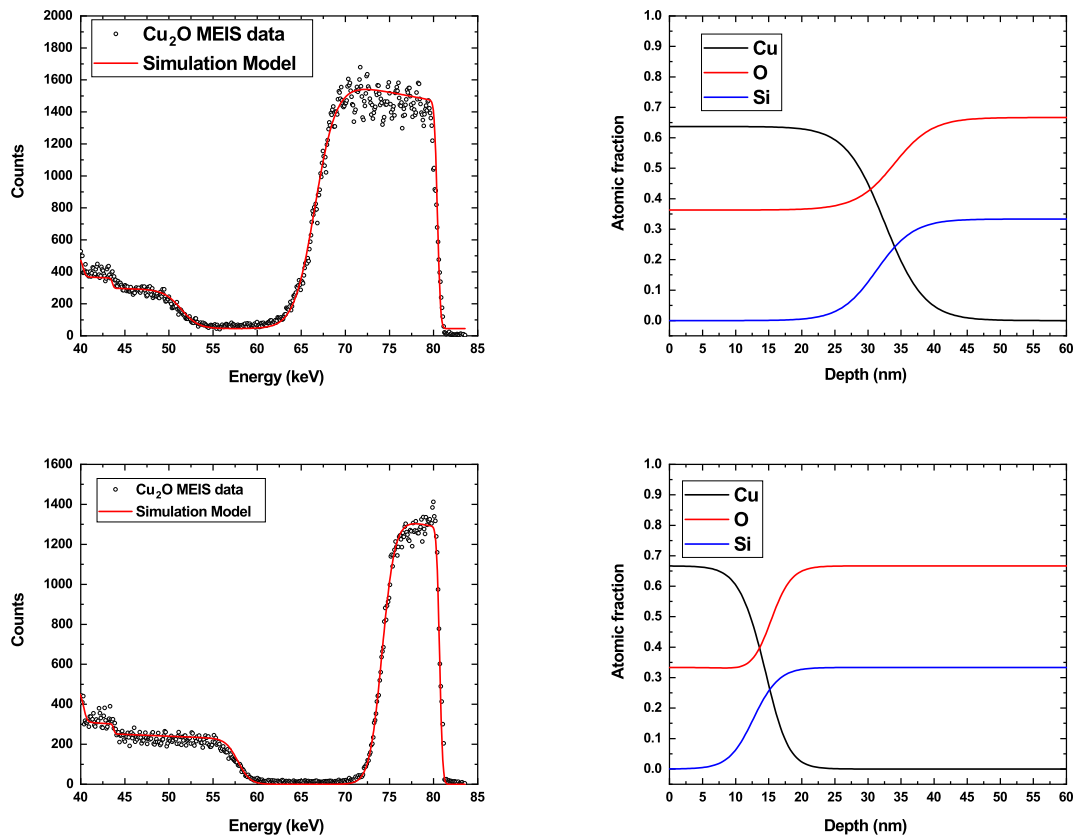 1600
1400
1200
1000
800
600
400
200
0
Counts
Cu₂O MEIS data
Simulation Model
40 45 50 55 60 65 70 75 80 85
Energy (keV)
1.0
0.9
0.8
0.7
0.6
0.5
0.4
0.3
0.2
0.1
0.0
Atomic fraction
Cu
O
Si
0 5 10 15 20 25 30 35 40 45 50 55 60
Depth (nm)
2000
1800
1600
1400
1200
1000
800
600
400
200
0
Counts
Cu₂O MEIS data
Simulation Model
40 45 50 55 60 65 70 75 80 85
Energy (keV)
1.0
0.9
0.8
0.7
0.6
0.5
0.4
0.3
0.2
0.1
0.0
Atomic fraction
Cu
O
Si
0 5 10 15 20 25 30 35 40 45 50 55 60
Depth (nm)